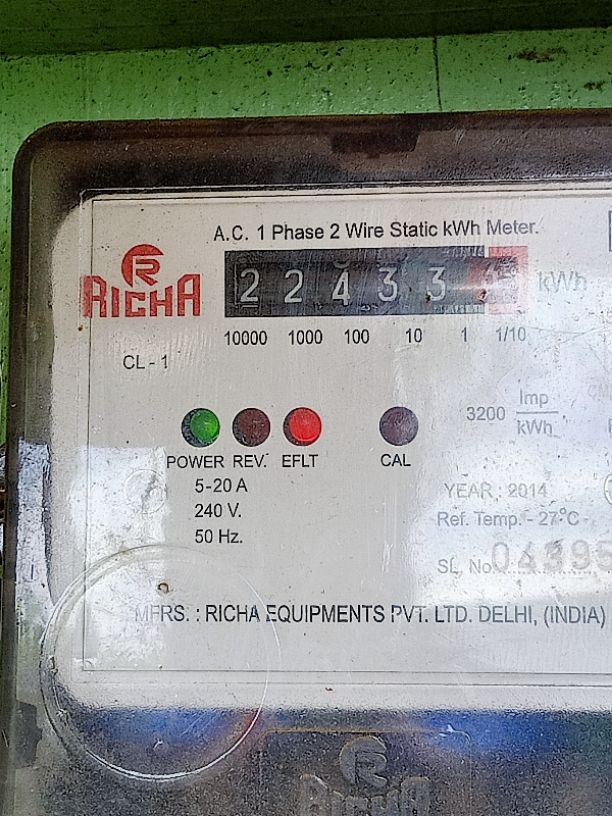 A.C. 1 Phase 2 Wire Static kWh Meter.
RICHA
2 2 4 3 3 kWh
10000 1000 100 10 1 1/10
CL - 1
3200 Imp/kWh
POWER REV. EFLT CAL
5-20 A
240 V.
50 Hz.
YEAR : 2014
Ref. Temp. - 27°C -
SL. No.
MFRS. : RICHA EQUIPMENTS PVT. LTD. DELHI, (INDIA)
RICHA